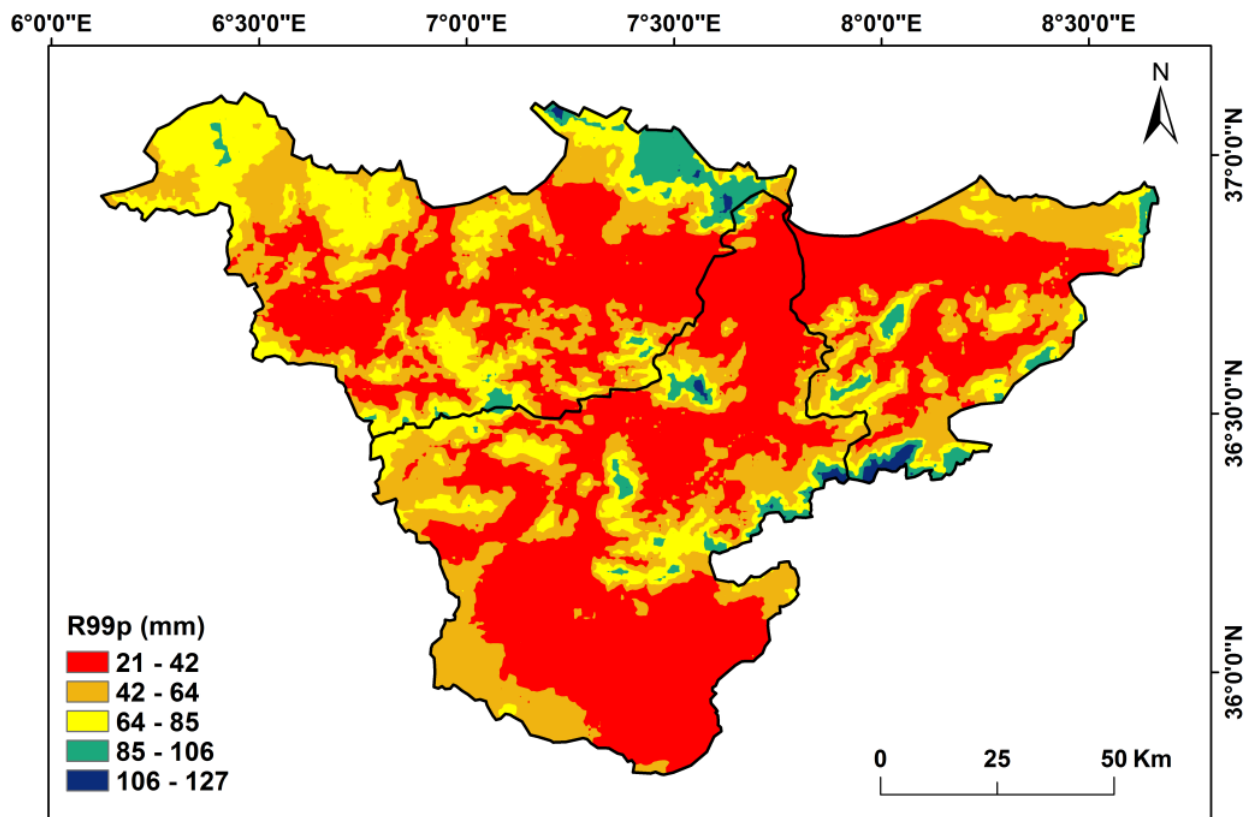 6°0'0"E 6°30'0"E 7°0'0"E 7°30'0"E 8°0'0"E 8°30'0"E
N
37°0'0"N
36°30'0"N
36°0'0"N
R99p (mm)
21 - 42
42 - 64
64 - 85
85 - 106
106 - 127
0 25 50 Km